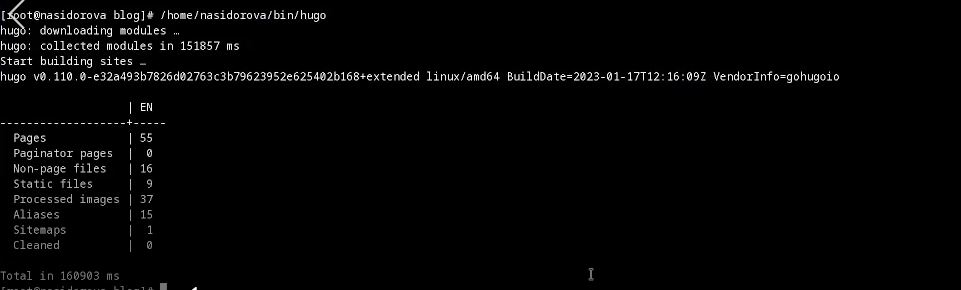 [root@nasidorova blog]# /home/nasidorova/bin/hugo
hugo: downloading modules …
hugo: collected modules in 151857 ms
Start building sites …
hugo v0.110.0-e32a493b7826d02763c3b79623952e625402b168+extended linux/amd64 BuildDate=2023-01-17T12:16:09Z VendorInfo=gohugoio
| EN
-------------------+-----
Pages | 55
Paginator pages | 0
Non-page files | 16
Static files | 9
Processed images | 37
Aliases | 15
Sitemaps | 1
Cleaned | 0
Total in 160903 ms
[root@nasidorova blog]#